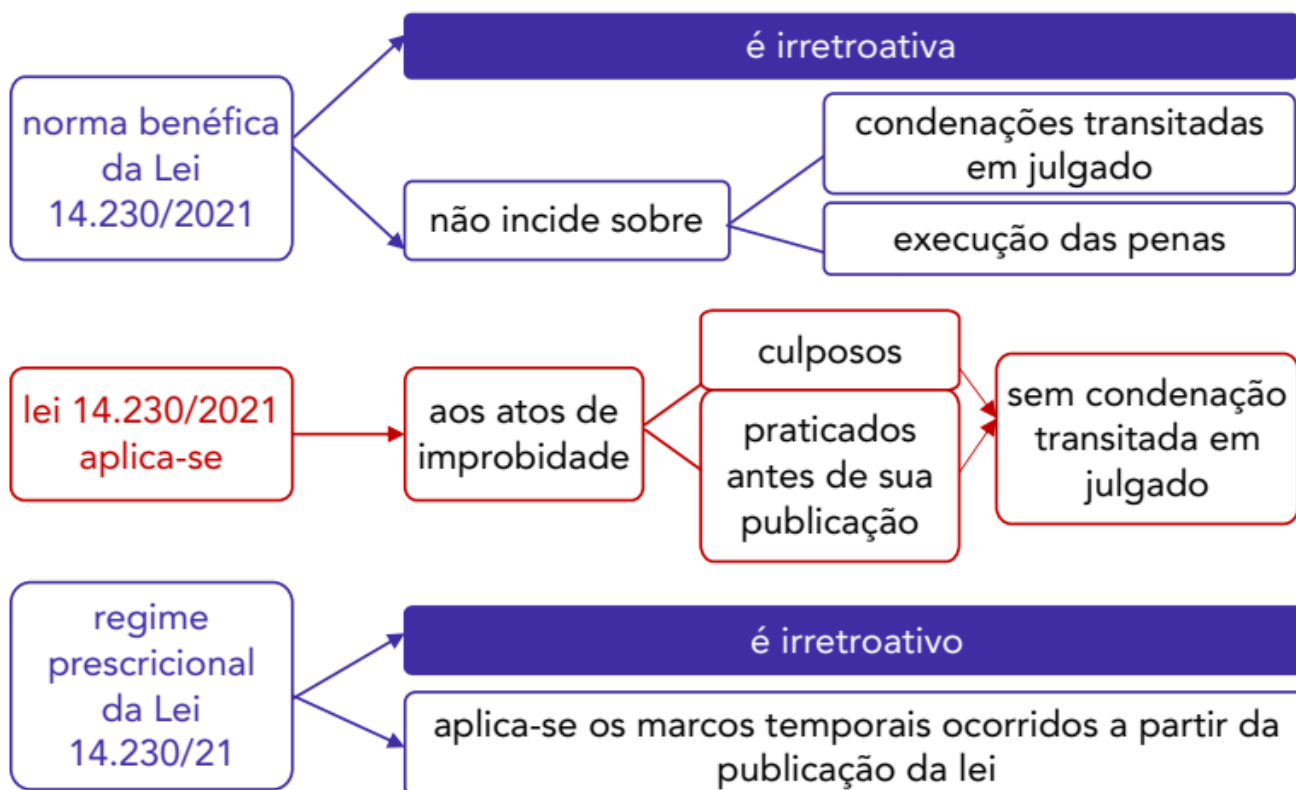 é irretroativa
norma benéfica
da Lei
14.230/2021
condenações transitadas
em julgado
não incide sobre
execução das penas
lei 14.230/2021
aplica-se
aos atos de
improbidade
culposos
praticados
antes de sua
publicação
sem condenação
transitada em
julgado
regime
prescricional
da Lei
14.230/21
é irretroativo
aplica-se os marcos temporais ocorridos a partir da
publicação da lei